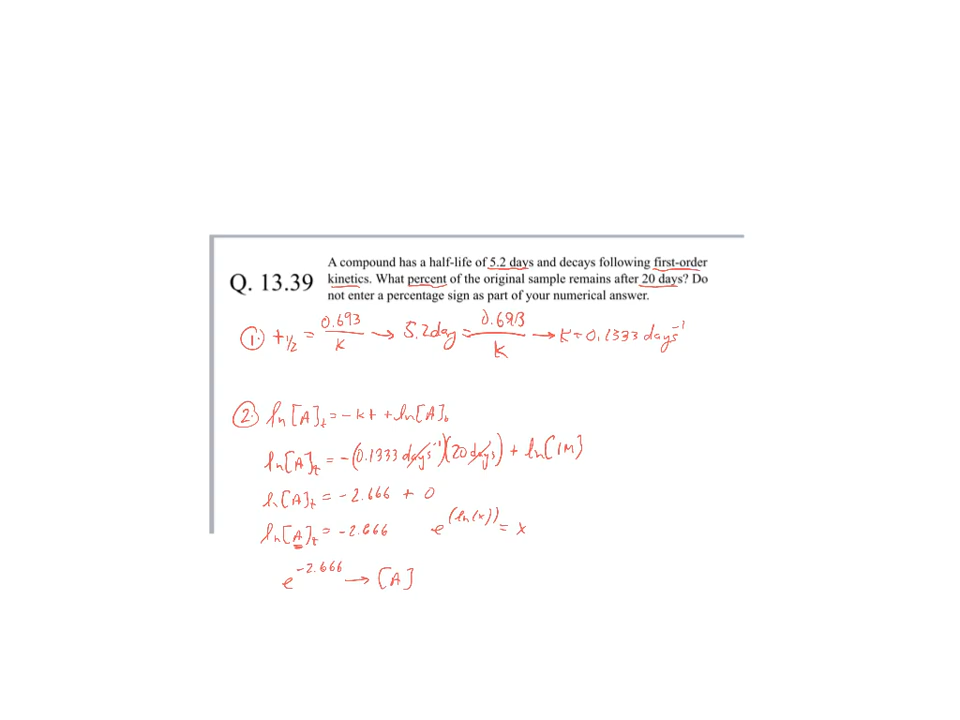 Q. 13.39
A compound has a half-life of 5.2 days and decays following first-order
kinetics. What percent of the original sample remains after 20 days? Do
not enter a percentage sign as part of your numerical answer.
① t½ = 0.693/K → 5.2 day = 0.693/K → K = 0.1333 days⁻¹
② ln[A]t = -kt + ln[A]₀
ln[A]t = -(0.1333 days⁻¹)(20 days) + ln[1M]
ln[A]t = -2.666 + 0
ln[A]t = -2.666 e^(ln(x)) = x
e^-2.666 → [A]